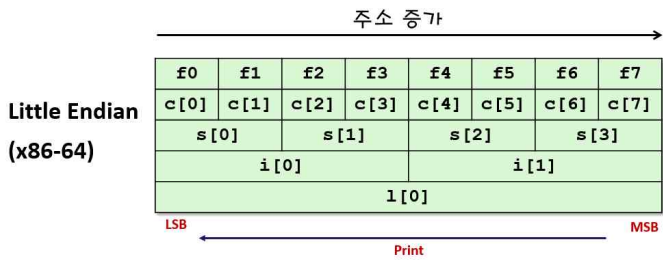 주소 증가
f0 f1 f2 f3 f4 f5 f6 f7
Little Endian
(x86-64)
c[0] c[1] c[2] c[3] c[4] c[5] c[6] c[7]
s[0] s[1] s[2] s[3]
i[0] i[1]
l[0]
LSB MSB
Print